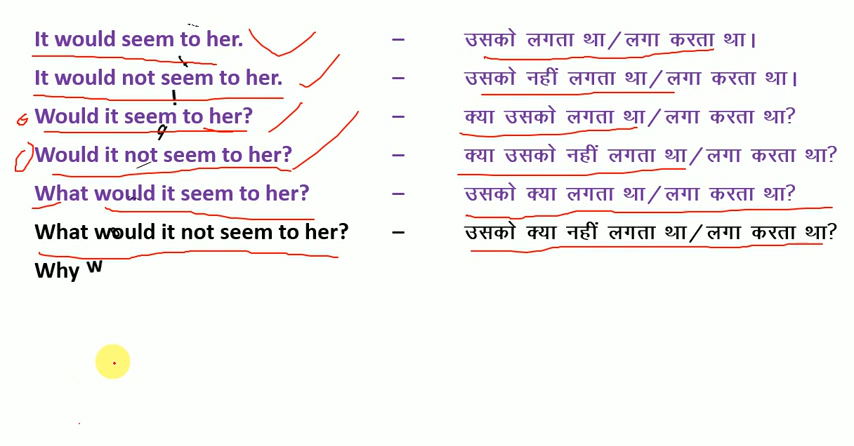 It would seem to her. – उसको लगता था/लगा करता था।
It would not seem to her. – उसको नहीं लगता था/लगा करता था।
Would it seem to her? – क्या उसको लगता था/लगा करता था?
Would it not seem to her? – क्या उसको नहीं लगता था/लगा करता था?
What would it seem to her? – उसको क्या लगता था/लगा करता था?
What would it not seem to her? – उसको क्या नहीं लगता था/लगा करता था?
Why w